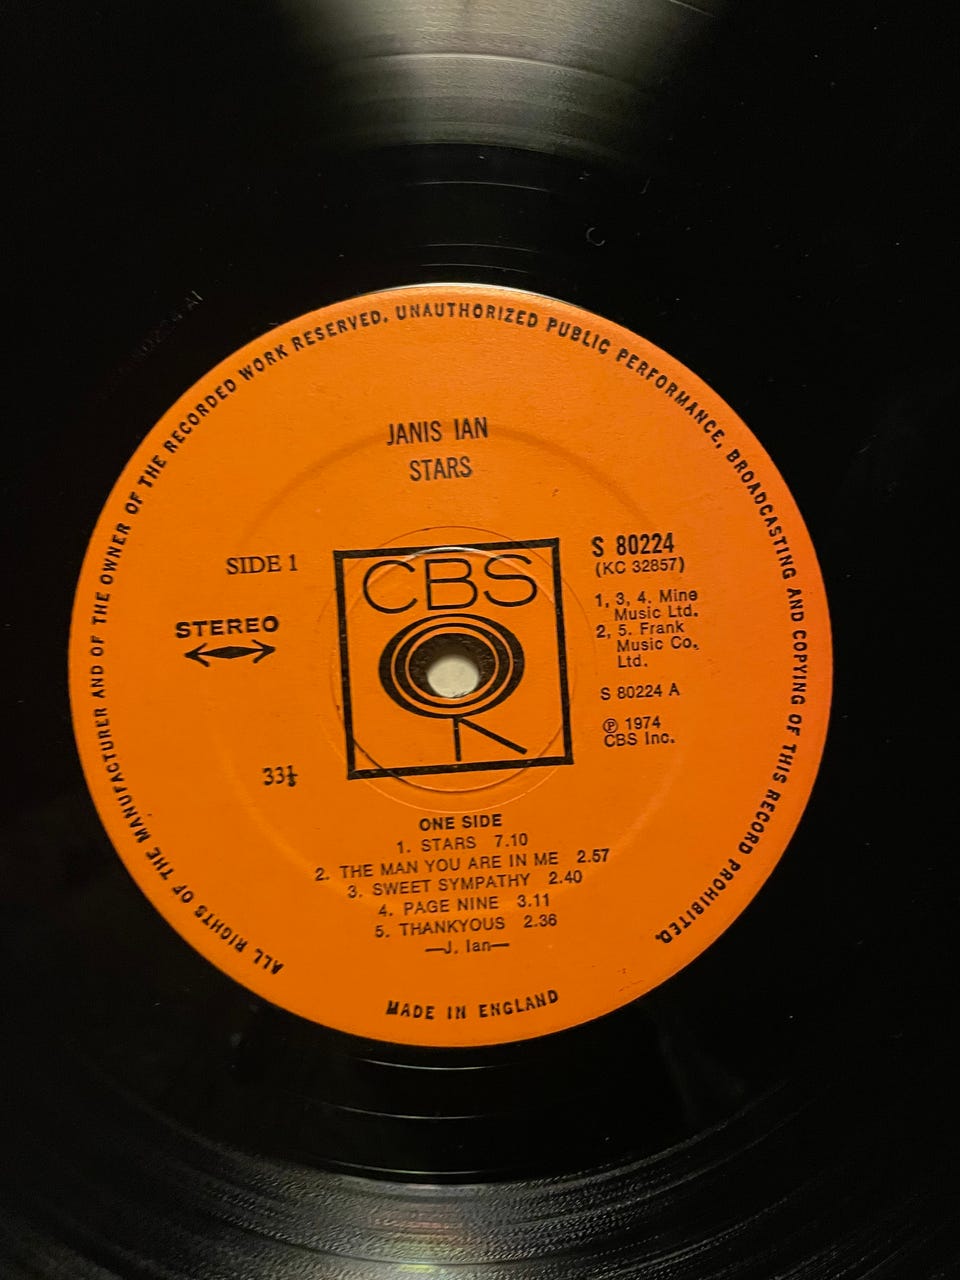 ALL RIGHTS OF THE MANUFACTURER AND OF THE OWNER OF THE RECORDED WORK RESERVED. UNAUTHORIZED PUBLIC PERFORMANCE, BROADCASTING AND COPYING OF THIS RECORD PROHIBITED.
JANIS IAN
STARS
SIDE 1
STEREO
33⅓
CBS
S 80224
(KC 32857)
1, 3, 4. Mine
Music Ltd.
2, 5. Frank
Music Co.
Ltd.
S 80224 A
℗ 1974
CBS Inc.
ONE SIDE
1. STARS 7.10
2. THE MAN YOU ARE IN ME 2.57
3. SWEET SYMPATHY 2.40
4. PAGE NINE 3.11
5. THANKYOUS 2.36
—J. Ian—
MADE IN ENGLAND